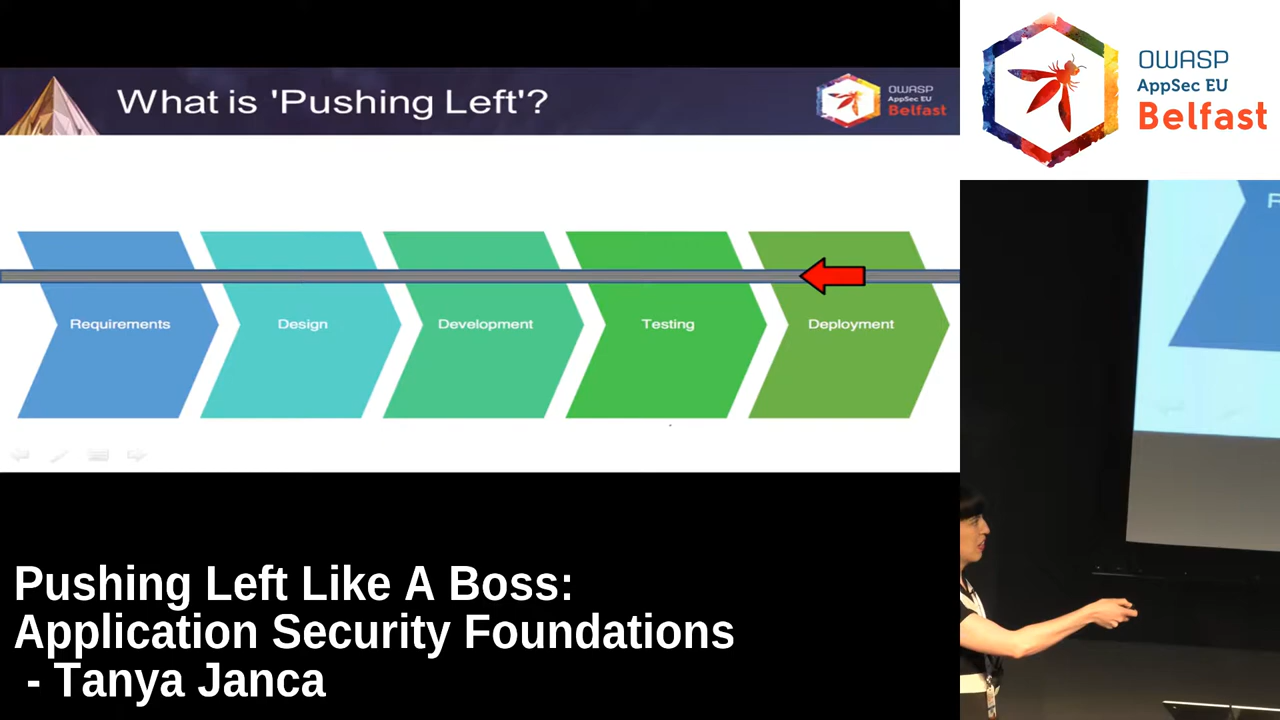 What is 'Pushing Left'?
OWASP
AppSec EU
Belfast
OWASP
AppSec EU
Belfast
Requirements
Design
Development
Testing
Deployment
Pushing Left Like A Boss:
Application Security Foundations
- Tanya Janca